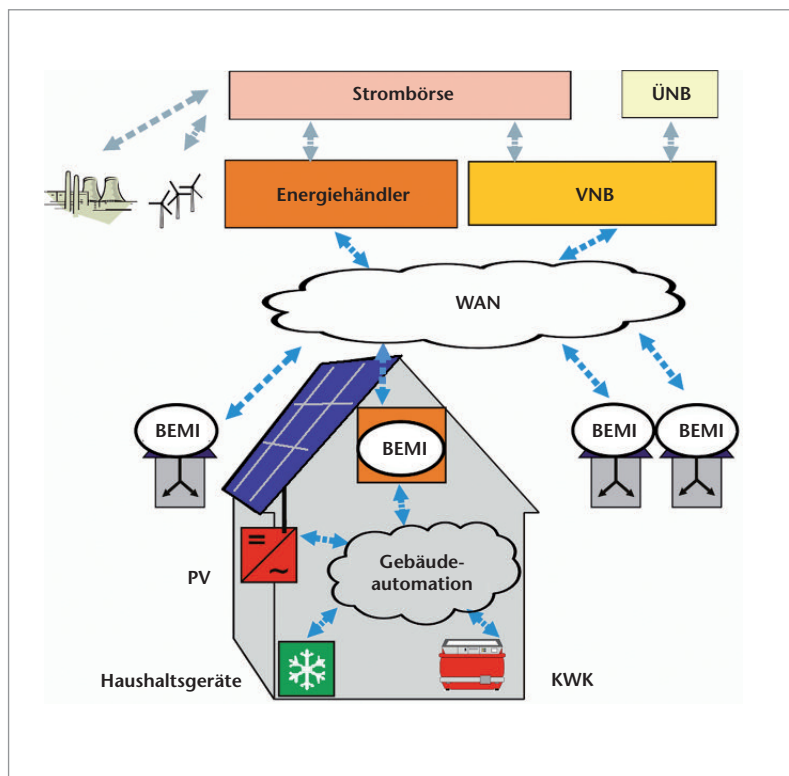 Strombörse
ÜNB
Energiehändler
VNB
WAN
BEMI
BEMI
BEMI
BEMI
Gebäude-
automation
PV
Haushaltsgeräte
KWK